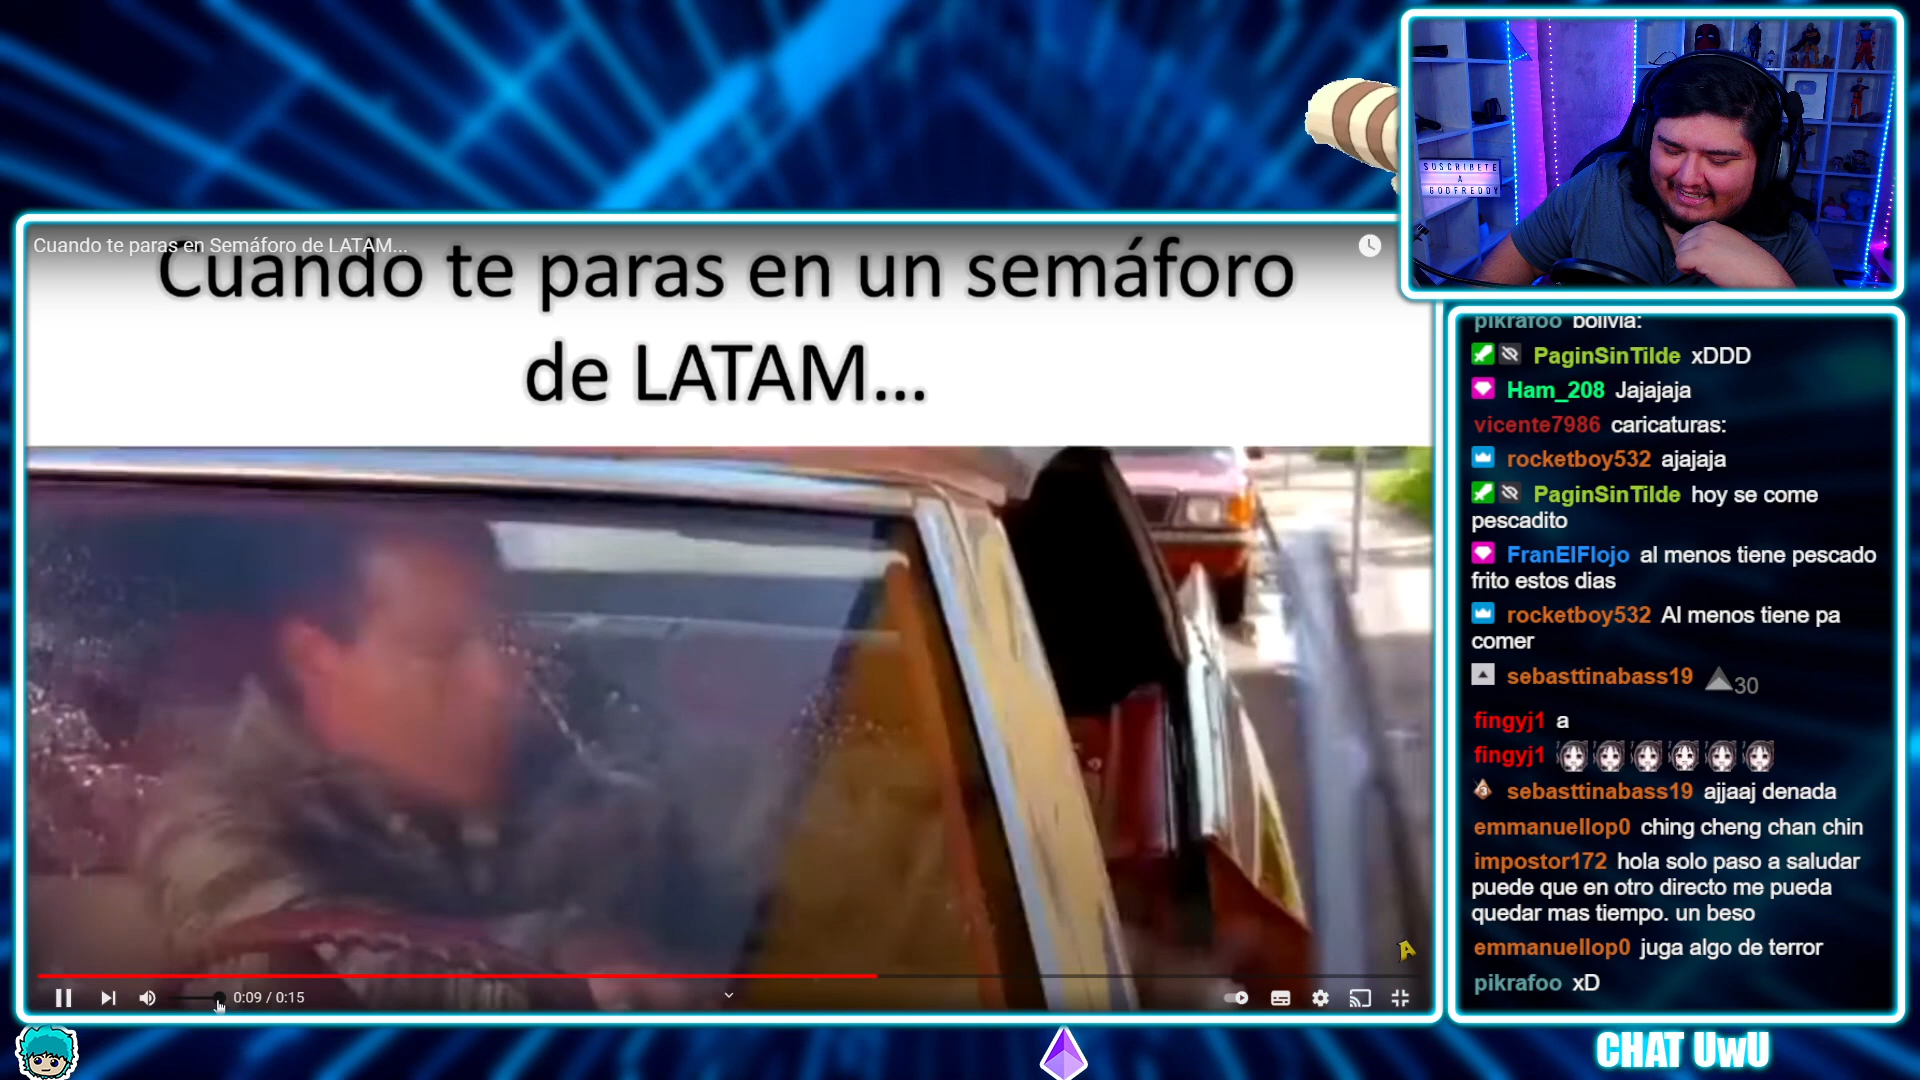 Cuando te paras en Semáforo de LATAM...
Cuando te paras en un semáforo
de LATAM...
0:09 / 0:15
SUSCRIBETE
A
GODFREDDY
pikrafoo bolivia:
PaginSinTilde xDDD
Ham_208 Jajajaja
vicente7986 caricaturas:
rocketboy532 ajajaja
PaginSinTilde hoy se come
pescadito
FranElFlojo al menos tiene pescado
frito estos dias
rocketboy532 Al menos tiene pa
comer
sebasttinabass19 30
fingyj1 a
fingyj1
sebasttinabass19 ajjaaj denada
emmanuellop0 ching cheng chan chin
impostor172 hola solo paso a saludar
puede que en otro directo me pueda
quedar mas tiempo. un beso
emmanuellop0 juga algo de terror
pikrafoo xD
CHAT UwU